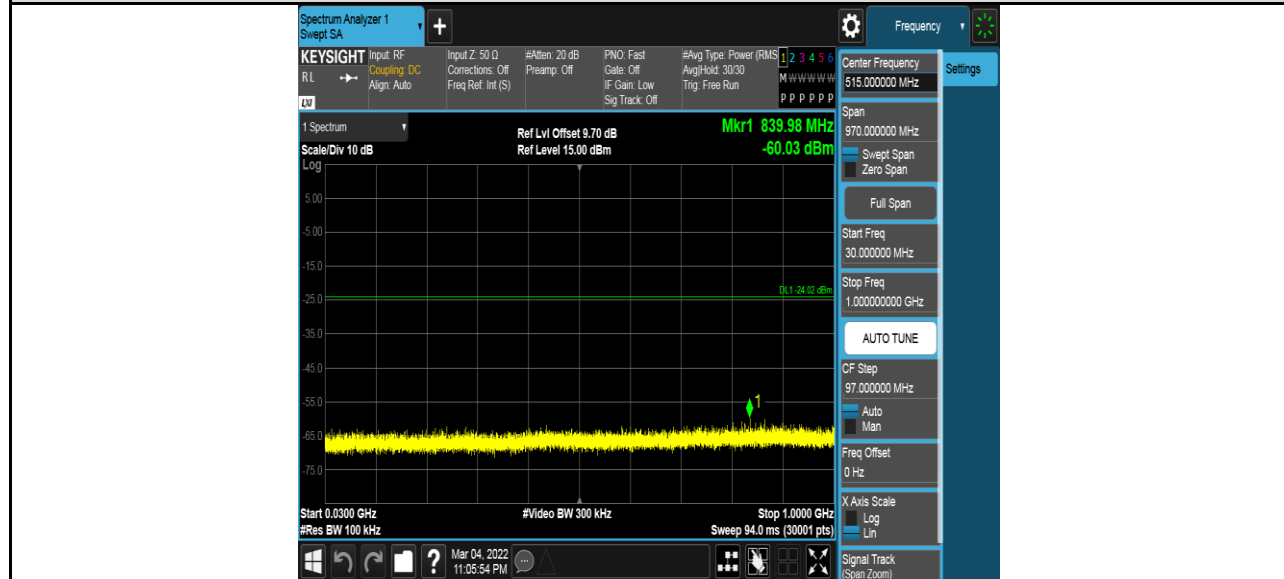 Spectrum Analyzer 1
Swept SA
+
Frequency
KEYSIGHT
RL
LXI
Input: RF
Coupling: DC
Align: Auto
Input Z: 50 Ω
Corrections: Off
Freq Ref: Int (S)
#Atten: 20 dB
Preamp: Off
PNO: Fast
Gate: Off
IF Gain: Low
Sig Track: Off
#Avg Type: Power (RMS
Avg|Hold: 30/30
Trig: Free Run
1 2 3 4 5 6
M W W W W W
P P P P P P
Center Frequency
515.000000 MHz
Settings
Span
970.000000 MHz
Swept Span
Zero Span
Full Span
Start Freq
30.000000 MHz
Stop Freq
1.000000000 GHz
AUTO TUNE
CF Step
97.000000 MHz
Auto
Man
Freq Offset
0 Hz
X Axis Scale
Log
Lin
Signal Track
(Span Zoom)
1 Spectrum
Scale/Div 10 dB
Log
Ref Lvl Offset 9.70 dB
Ref Level 15.00 dBm
Mkr1 839.98 MHz
-60.03 dBm
5.00
-5.00
-15.0
-25.0
-35.0
-45.0
-55.0
-65.0
-75.0
DL1 -24.02 dBm
1
Start 0.0300 GHz
#Res BW 100 kHz
#Video BW 300 kHz
Stop 1.0000 GHz
Sweep 94.0 ms (30001 pts)
?
Mar 04, 2022
11:05:54 PM